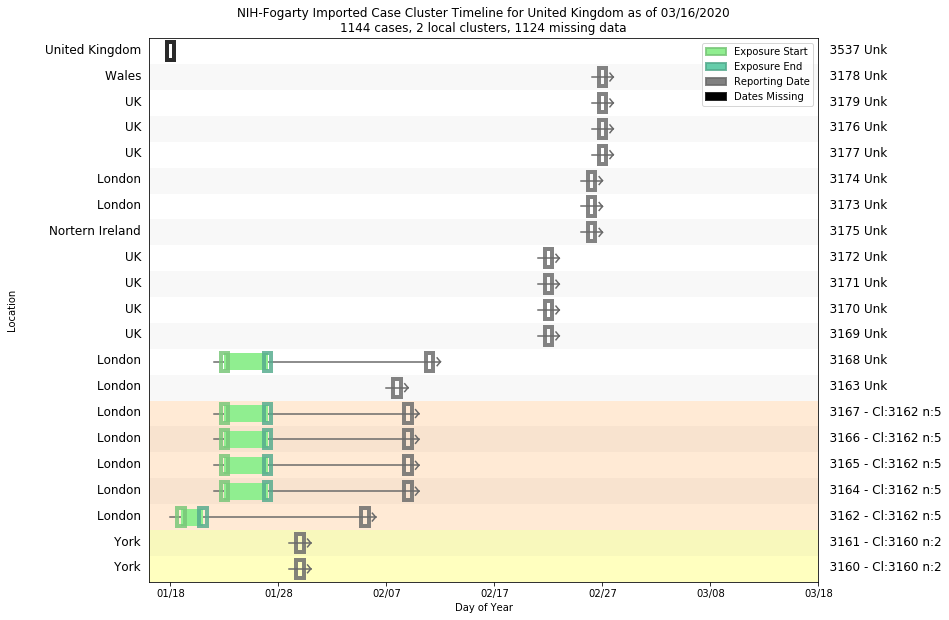 NIH-Fogarty Imported Case Cluster Timeline for United Kingdom as of 03/16/2020
1144 cases, 2 local clusters, 1124 missing data
Exposure Start
Exposure End
Reporting Date
Dates Missing
Location
United Kingdom 3537 Unk
Wales 3178 Unk
UK 3179 Unk
UK 3176 Unk
UK 3177 Unk
London 3174 Unk
London 3173 Unk
Nortern Ireland 3175 Unk
UK 3172 Unk
UK 3171 Unk
UK 3170 Unk
UK 3169 Unk
London 3168 Unk
London 3163 Unk
London 3167 - Cl:3162 n:5
London 3166 - Cl:3162 n:5
London 3165 - Cl:3162 n:5
London 3164 - Cl:3162 n:5
London 3162 - Cl:3162 n:5
York 3161 - Cl:3160 n:2
York 3160 - Cl:3160 n:2
01/18 01/28 02/07 02/17 02/27 03/08 03/18
Day of Year